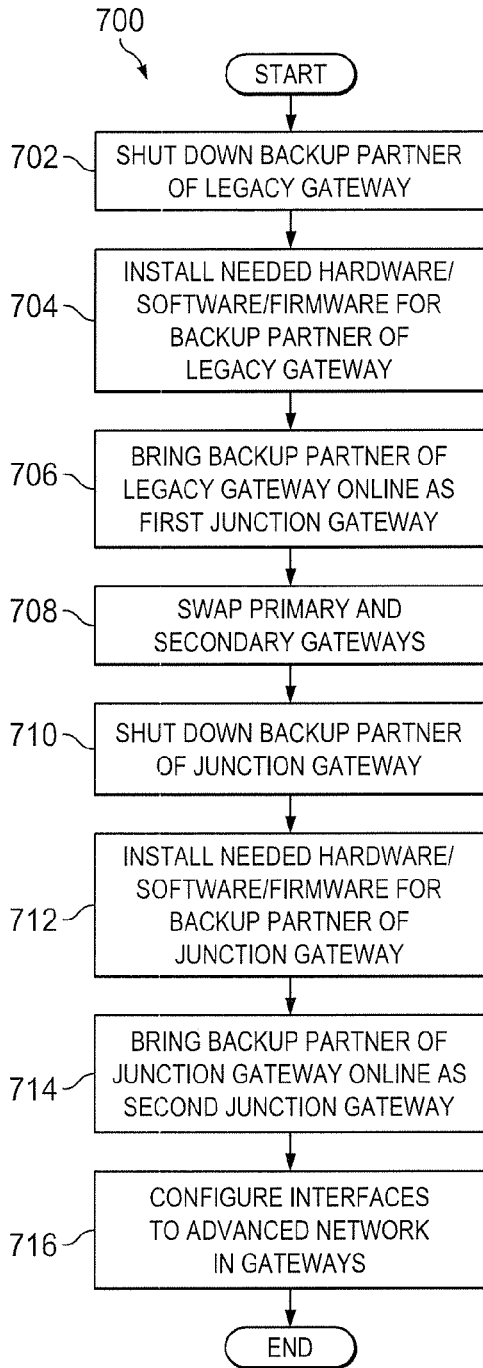 700
START
702
SHUT DOWN BACKUP PARTNER
OF LEGACY GATEWAY
704
INSTALL NEEDED HARDWARE/
SOFTWARE/FIRMWARE FOR
BACKUP PARTNER OF
LEGACY GATEWAY
706
BRING BACKUP PARTNER OF
LEGACY GATEWAY ONLINE AS
FIRST JUNCTION GATEWAY
708
SWAP PRIMARY AND
SECONDARY GATEWAYS
710
SHUT DOWN BACKUP PARTNER
OF JUNCTION GATEWAY
712
INSTALL NEEDED HARDWARE/
SOFTWARE/FIRMWARE FOR
BACKUP PARTNER OF
JUNCTION GATEWAY
714
BRING BACKUP PARTNER OF
JUNCTION GATEWAY ONLINE AS
SECOND JUNCTION GATEWAY
716
CONFIGURE INTERFACES
TO ADVANCED NETWORK
IN GATEWAYS
END